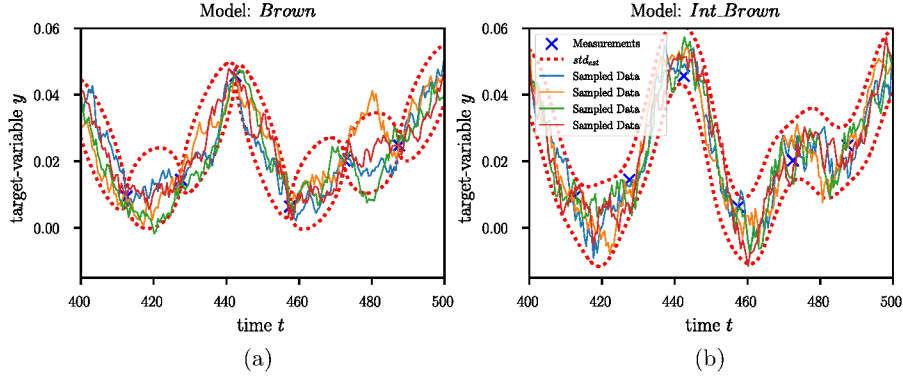 Model: Brown
0.06
0.04
0.02
0.00
target-variable y
400
420
440
460
480
500
time t
(a)
Model: Int_Brown
0.06
0.04
0.02
0.00
target-variable y
Measurements
std_est
Sampled Data
Sampled Data
Sampled Data
Sampled Data
400
420
440
460
480
500
time t
(b)